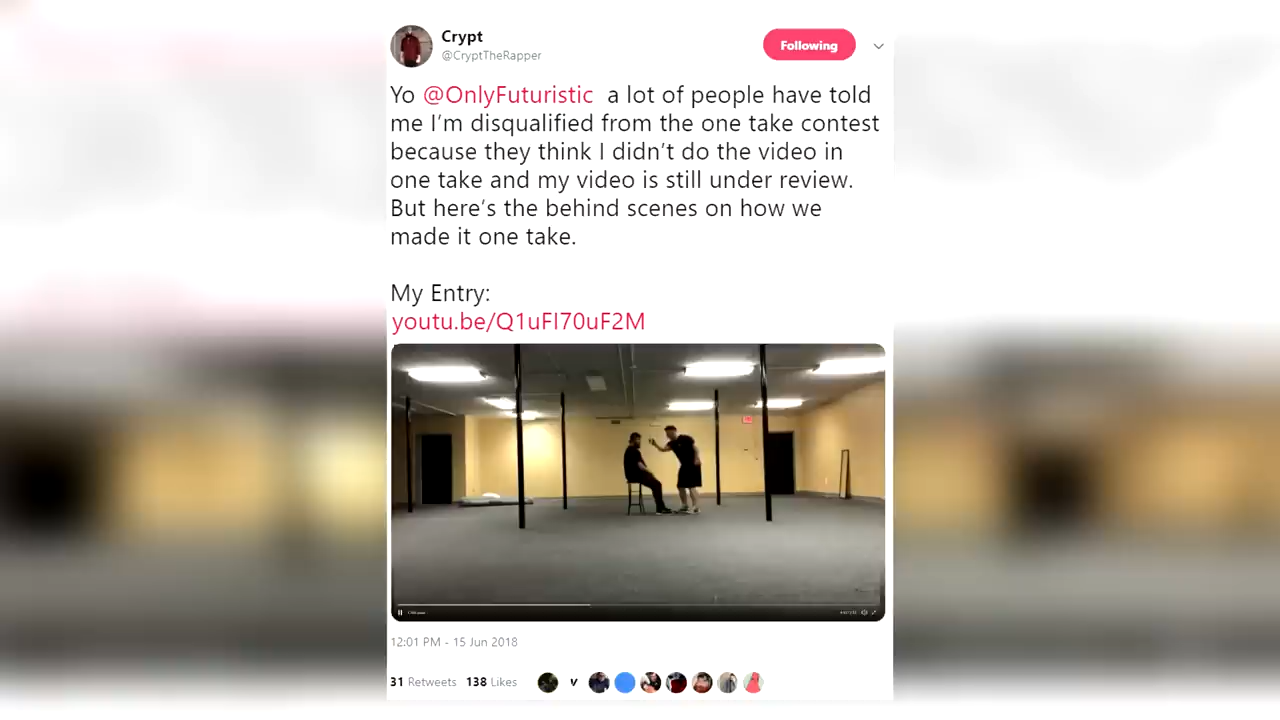 Crypt
@CryptTheRapper
Following
Yo @OnlyFuturistic a lot of people have told
me I'm disqualified from the one take contest
because they think I didn't do the video in
one take and my video is still under review.
But here's the behind scenes on how we
made it one take.
My Entry:
youtu.be/Q1uFI70uF2M
12:01 PM - 15 Jun 2018
31 Retweets 138 Likes